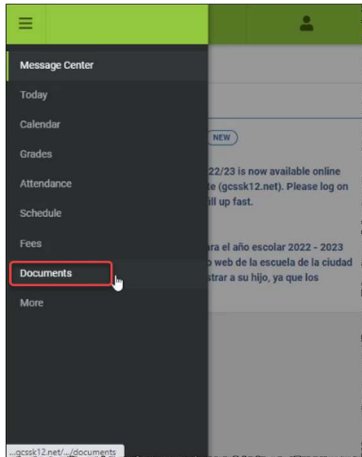 Message Center
Today
Calendar
NEW
Grades
22/23 is now available online
Attendance
te (gcssk12.net). Please log on
ill up fast.
Schedule
Fees
ra el año escolar 2022 - 2023
o web de la escuela de la ciudad
Documents
strar a su hijo, ya que los
More
...gcssk12.net/.../documents